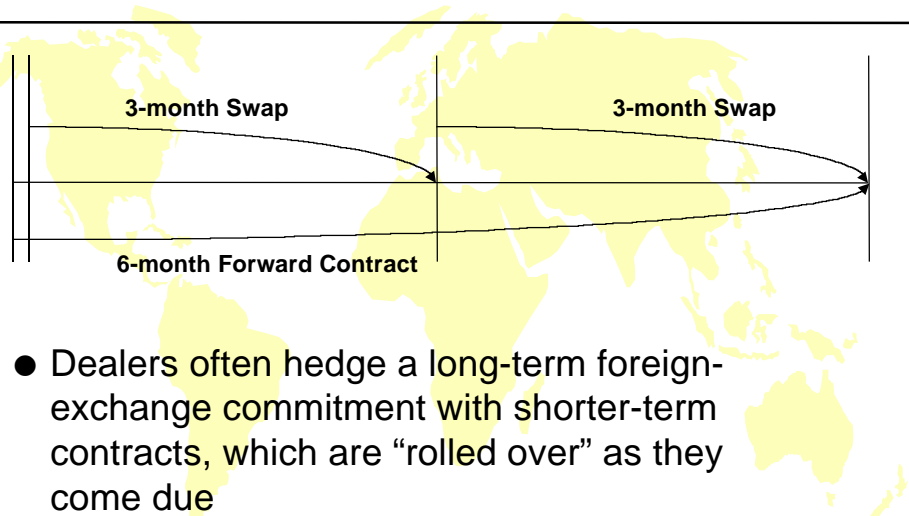 3-month Swap 3-month Swap
6-month Forward Contract
● Dealers often hedge a long-term foreign-
exchange commitment with shorter-term
contracts, which are “rolled over” as they
come due